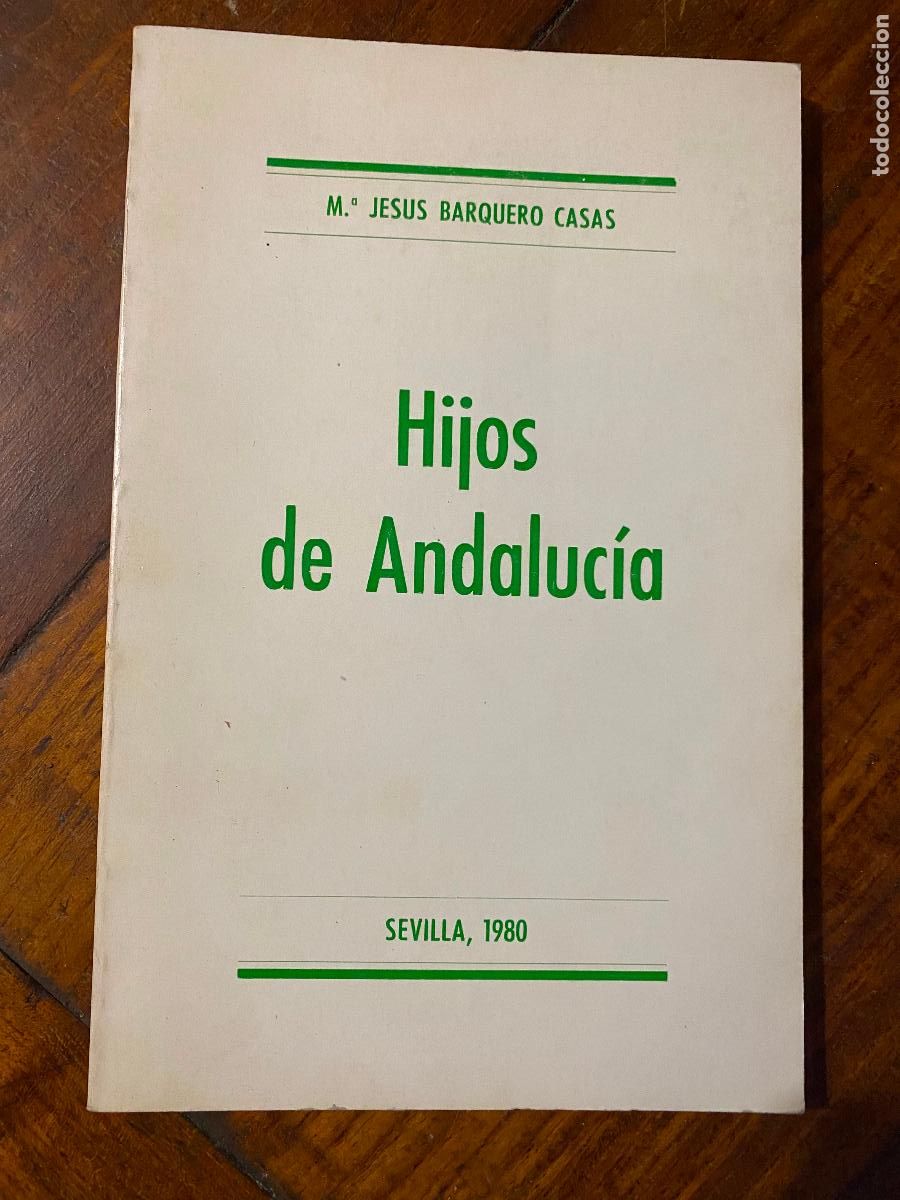 M.ª JESUS BARQUERO CASAS
Hijos
de Andalucía
SEVILLA, 1980
todocoleccion